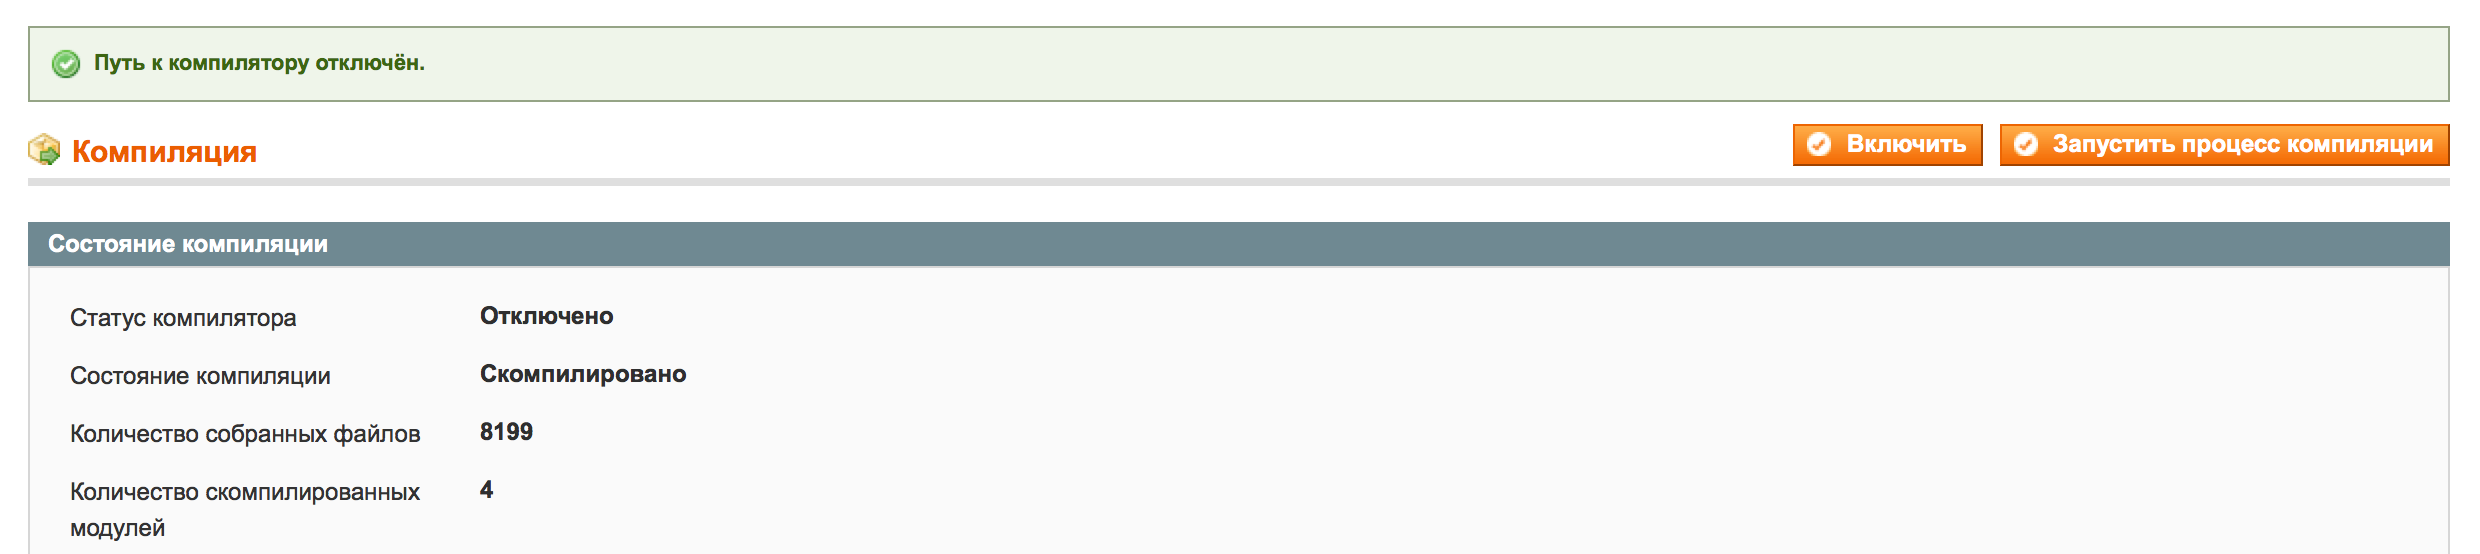 Путь к компилятору отключён.
Компиляция
Включить
Запустить процесс компиляции
Состояние компиляции
Статус компилятора
Отключено
Состояние компиляции
Скомпилировано
Количество собранных файлов
8199
Количество скомпилированных
4
модулей